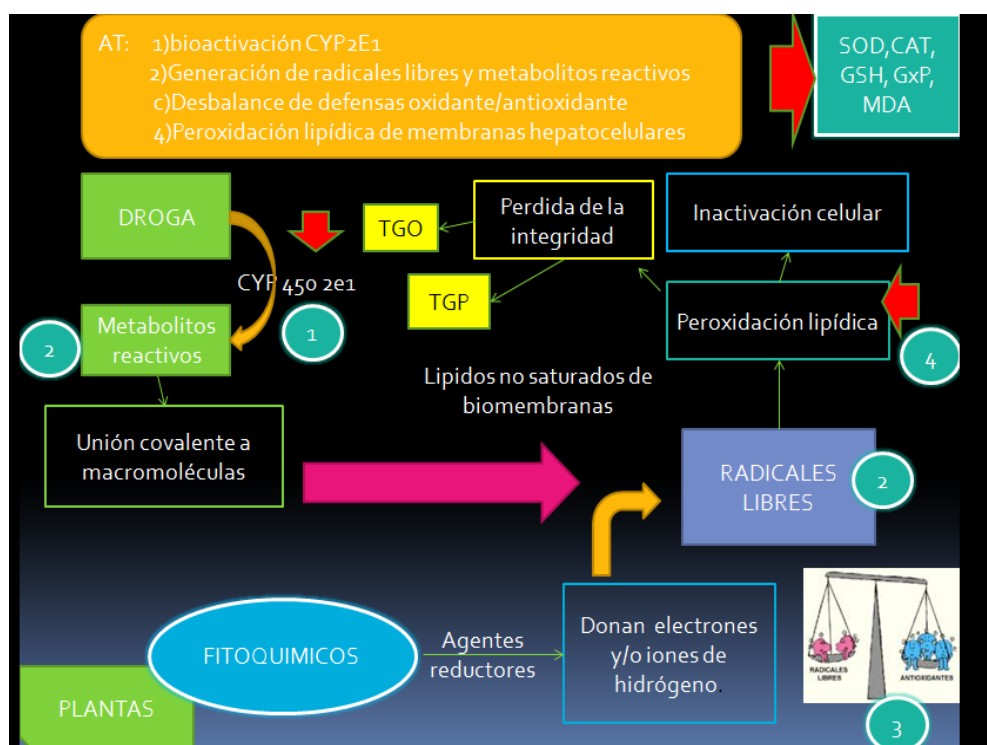 AT: 1)bioactivación CYP2E1
2)Generación de radicales libres y metabolitos reactivos
c)Desbalance de defensas oxidante/antioxidante
4)Peroxidación lipídica de membranas hepatocelulares
SOD,CAT,
GSH, GxP,
MDA
DROGA
CYP 450 2e1
1
2
Metabolitos
reactivos
Unión covalente a
macromoléculas
TGO
TGP
Perdida de la
integridad
Inactivación celular
Peroxidación lipídica
4
Lipidos no saturados de
biomembranas
RADICALES
LIBRES
2
PLANTAS
FITOQUIMICOS
Agentes
reductores
Donan electrones
y/o iones de
hidrógeno.
RADICALES
LIBRES
ANTIOXIDANTES
3